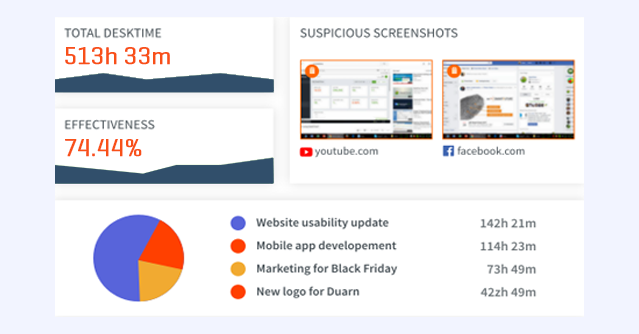 TOTAL DESKTIME
513h 33m
EFFECTIVENESS
74.44%
SUSPICIOUS SCREENSHOTS
youtube.com
facebook.com
Website usability update 142h 21m
Mobile app developement 114h 23m
Marketing for Black Friday 73h 49m
New logo for Duarn 42zh 49m